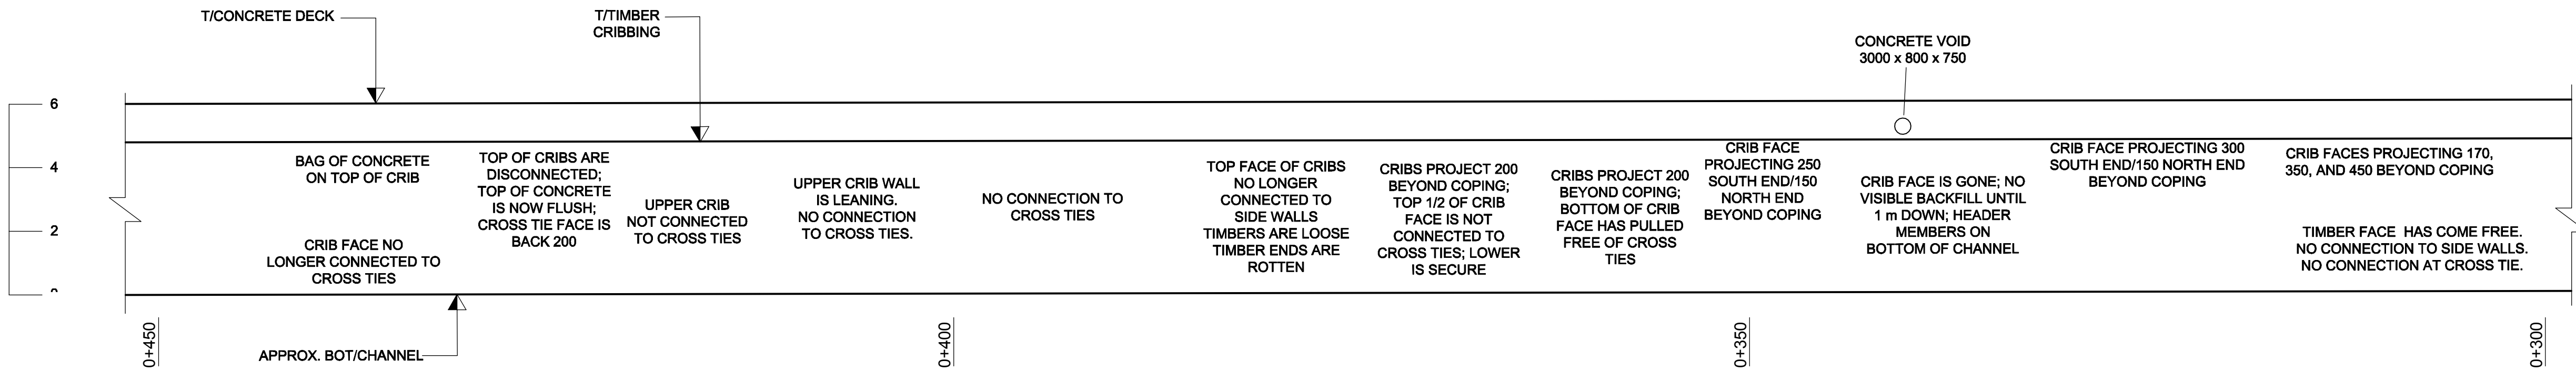 T/CONCRETE DECK
T/TIMBER
CRIBBING
CONCRETE VOID
3000 x 800 x 750
6
4
2
BAG OF CONCRETE
ON TOP OF CRIB
CRIB FACE NO
LONGER CONNECTED TO
CROSS TIES
TOP OF CRIBS ARE
DISCONNECTED;
TOP OF CONCRETE
IS NOW FLUSH;
CROSS TIE FACE IS
BACK 200
UPPER CRIB
NOT CONNECTED
TO CROSS TIES
UPPER CRIB WALL
IS LEANING.
NO CONNECTION
TO CROSS TIES.
NO CONNECTION TO
CROSS TIES
TOP FACE OF CRIBS
NO LONGER
CONNECTED TO
SIDE WALLS
TIMBERS ARE LOOSE
TIMBER ENDS ARE
ROTTEN
CRIBS PROJECT 200
BEYOND COPING;
TOP 1/2 OF CRIB
FACE IS NOT
CONNECTED TO
CROSS TIES; LOWER
IS SECURE
CRIBS PROJECT 200
BEYOND COPING;
BOTTOM OF CRIB
FACE HAS PULLED
FREE OF CROSS
TIES
CRIB FACE
PROJECTING 250
SOUTH END/150
NORTH END
BEYOND COPING
CRIB FACE IS GONE; NO
VISIBLE BACKFILL UNTIL
1 m DOWN; HEADER
MEMBERS ON
BOTTOM OF CHANNEL
CRIB FACE PROJECTING 300
SOUTH END/150 NORTH END
BEYOND COPING
CRIB FACES PROJECTING 170,
350, AND 450 BEYOND COPING
TIMBER FACE HAS COME FREE.
NO CONNECTION TO SIDE WALLS.
NO CONNECTION AT CROSS TIE.
APPROX. BOT/CHANNEL
0+450
0+400
0+350
0+300